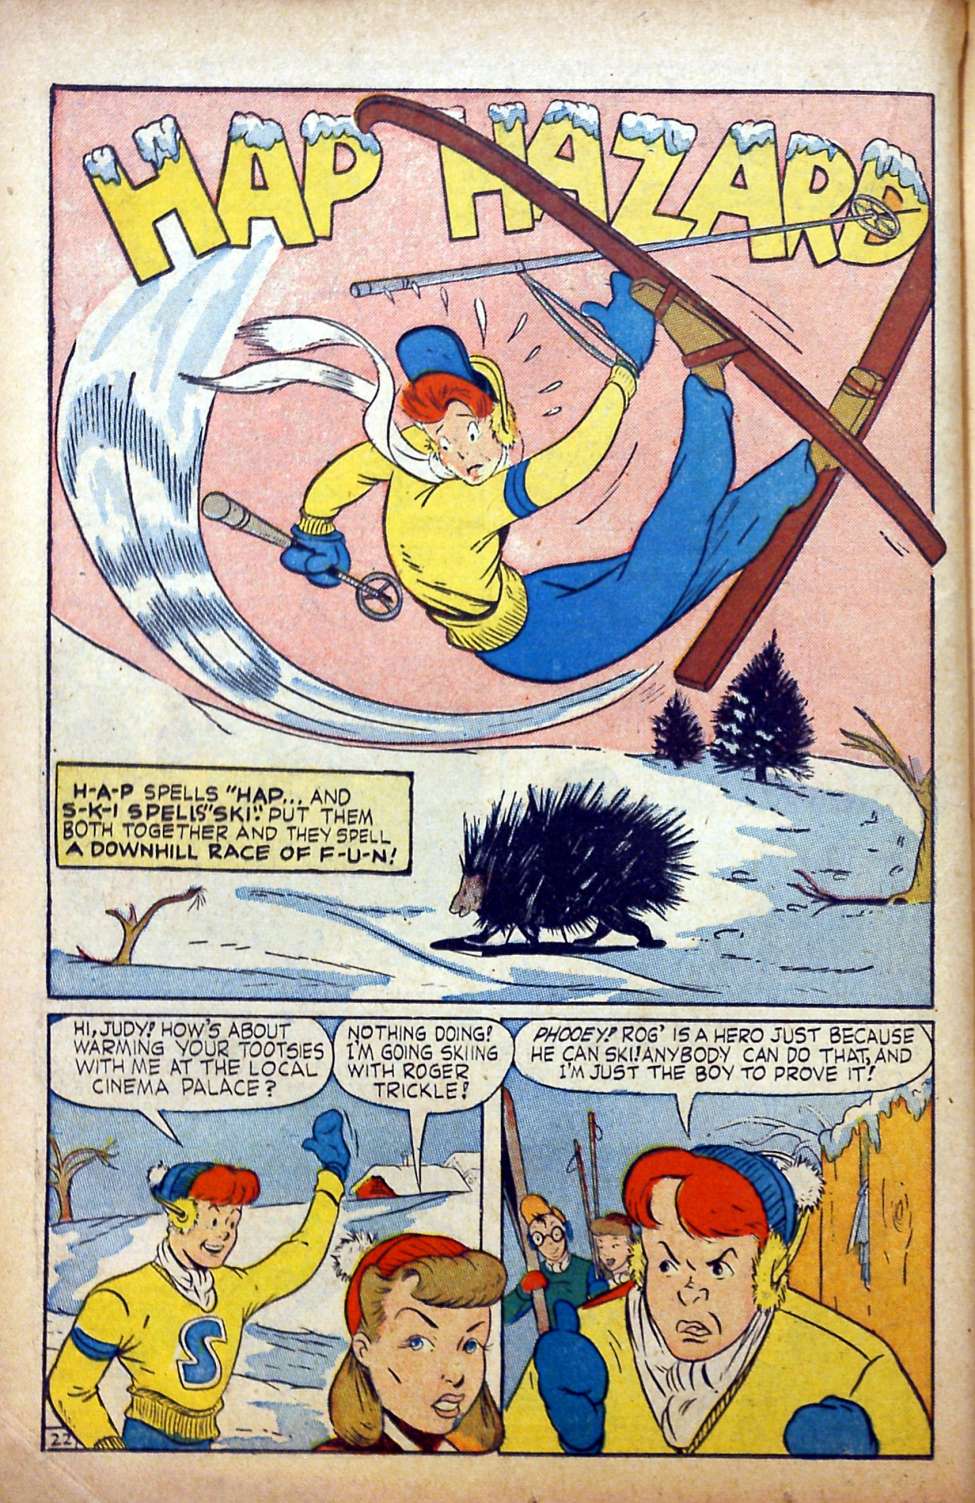 HAP HAZARD
H-A-P SPELLS "HAP... AND
S-K-I SPELLS "SKI". PUT THEM
BOTH TOGETHER AND THEY SPELL
A DOWNHILL RACE OF F-U-N!
HI, JUDY! HOW'S ABOUT
WARMING YOUR TOOTSIES
WITH ME AT THE LOCAL
CINEMA PALACE?
NOTHING DOING!
I'M GOING SKIING
WITH ROGER
TRICKLE!
S
22
PHOOEY! ROG' IS A HERO JUST BECAUSE
HE CAN SKI! ANYBODY CAN DO THAT, AND
I'M JUST THE BOY TO PROVE IT!